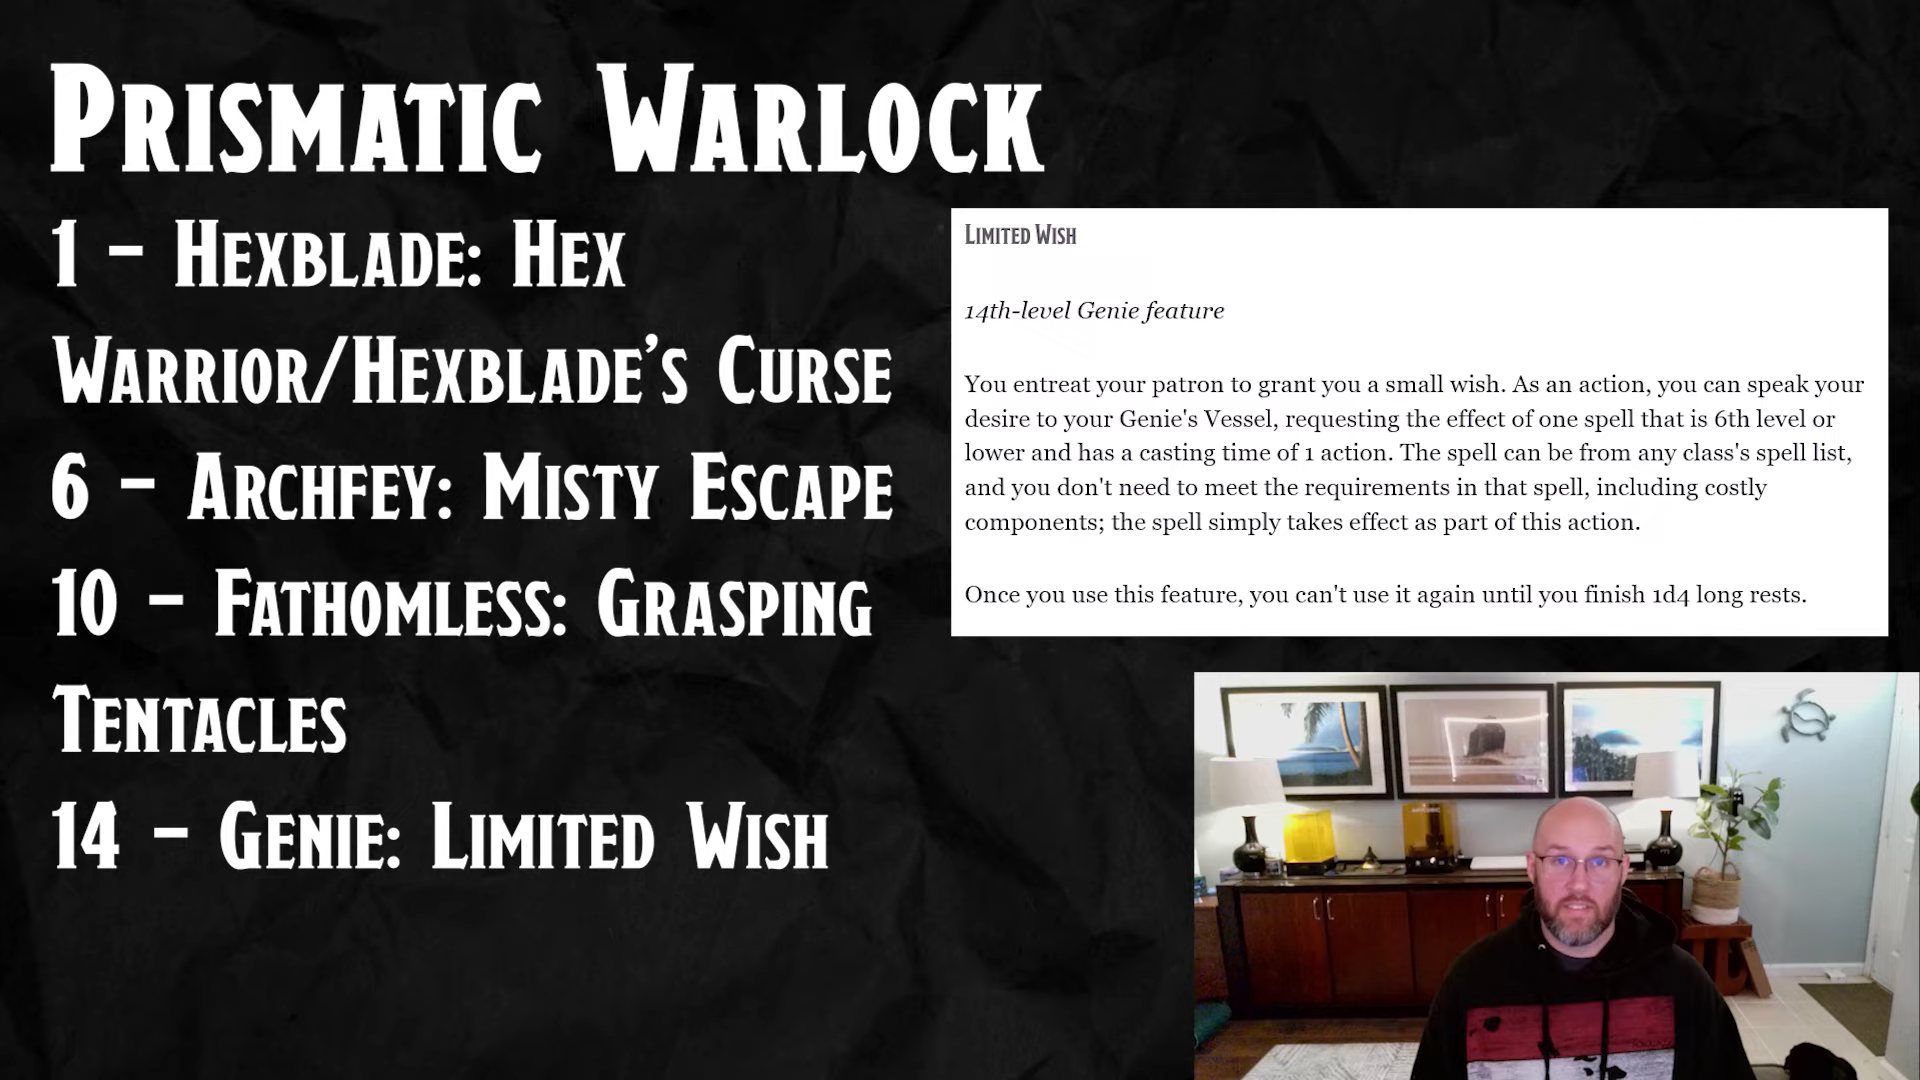 Prismatic Warlock
1 – Hexblade: Hex
Warrior/Hexblade's Curse
6 – Archfey: Misty Escape
10 – Fathomless: Grasping
Tentacles
14 – Genie: Limited Wish
Limited Wish
14th-level Genie feature
You entreat your patron to grant you a small wish. As an action, you can speak your
desire to your Genie's Vessel, requesting the effect of one spell that is 6th level or
lower and has a casting time of 1 action. The spell can be from any class's spell list,
and you don't need to meet the requirements in that spell, including costly
components; the spell simply takes effect as part of this action.
Once you use this feature, you can't use it again until you finish 1d4 long rests.